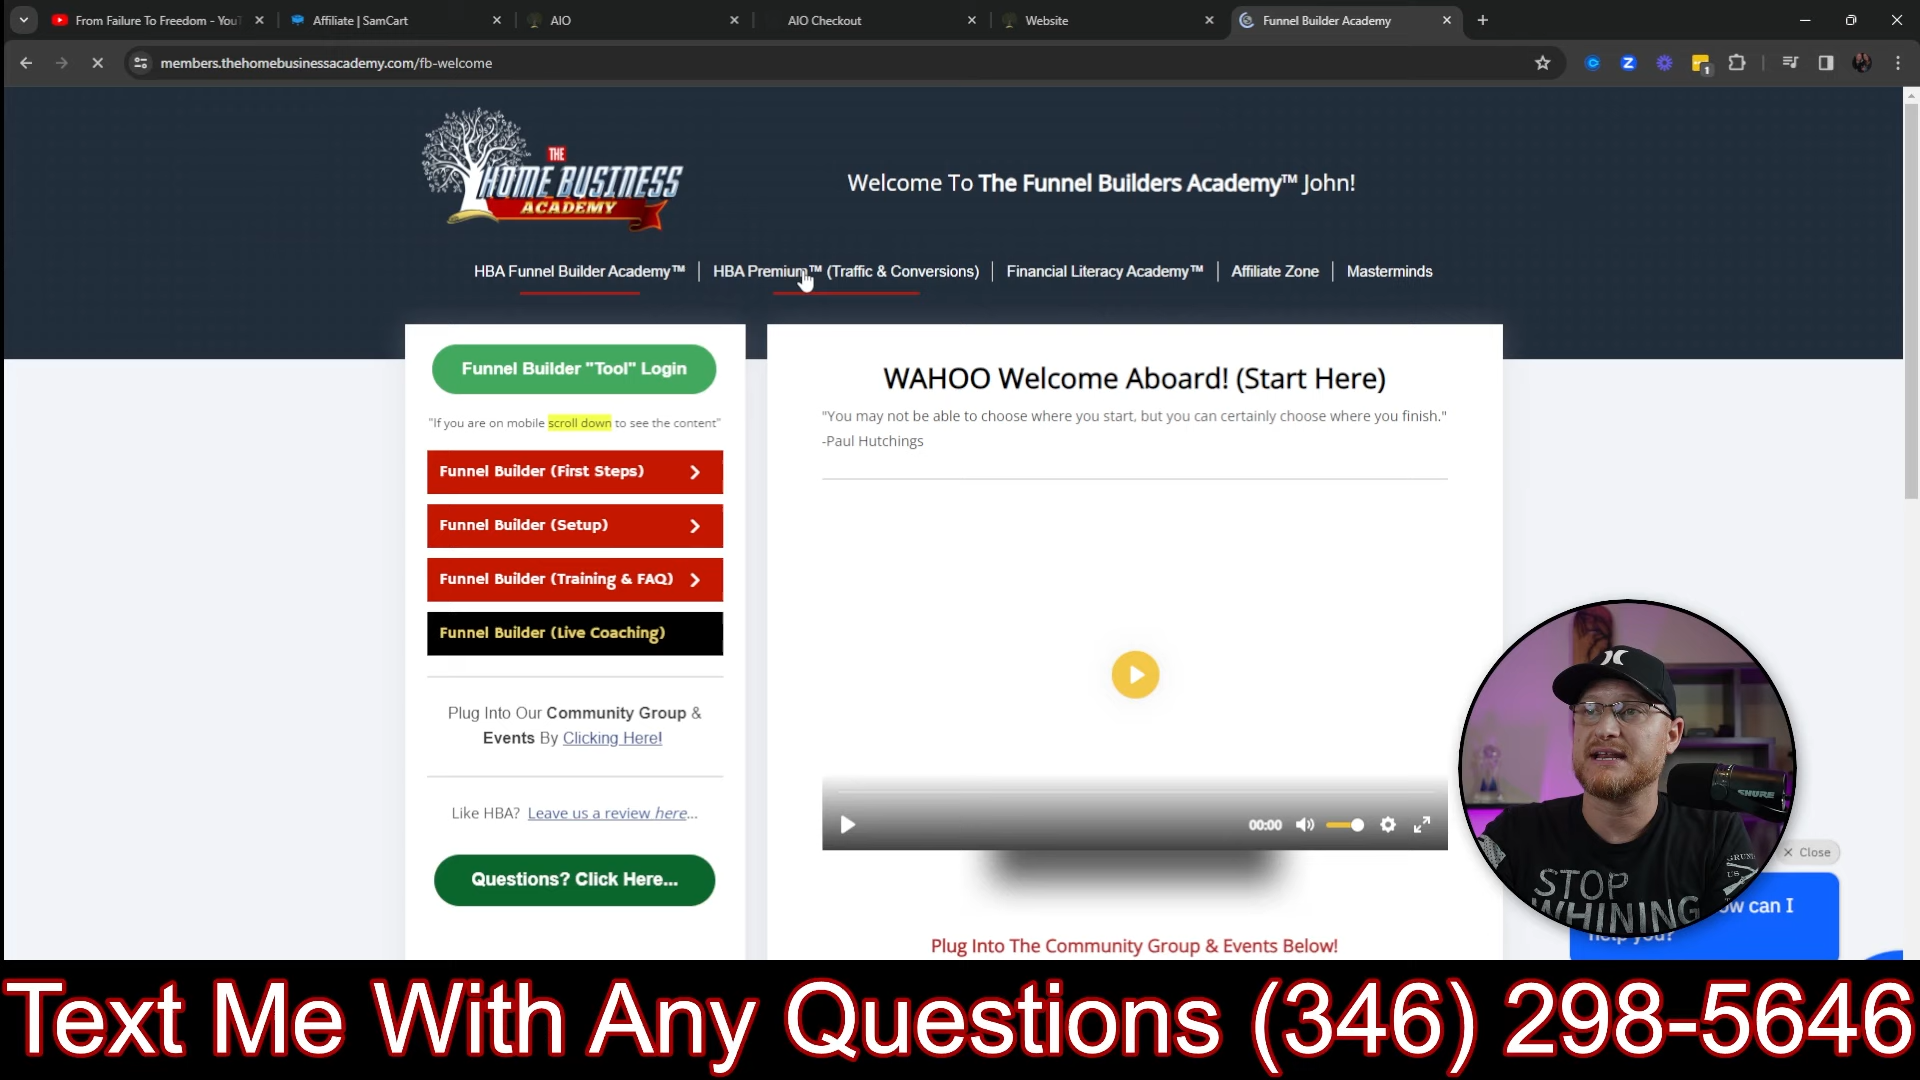 From Failure To Freedom - YouT
Affiliate | SamCart
AIO
AIO Checkout
Website
Funnel Builder Academy
members.thehomebusinessacademy.com/fb-welcome
1
THE
HOME BUSINESS
ACADEMY
Welcome To The Funnel Builders Academy™ John!
HBA Funnel Builder Academy™
HBA Premium™ (Traffic & Conversions)
Financial Literacy Academy™
Affiliate Zone
Masterminds
Funnel Builder "Tool" Login
"If you are on mobile scroll down to see the content"
Funnel Builder (First Steps)
Funnel Builder (Setup)
Funnel Builder (Training & FAQ)
Funnel Builder (Live Coaching)
Plug Into Our Community Group &
Events By Clicking Here!
Like HBA? Leave us a review here...
Questions? Click Here...
WAHOO Welcome Aboard! (Start Here)
"You may not be able to choose where you start, but you can certainly choose where you finish."
-Paul Hutchings
00:00
Plug Into The Community Group & Events Below!
SHURE
STOP
WHINING
GRUNT
US
Close
can I
help you?
Text Me With Any Questions (346) 298-5646